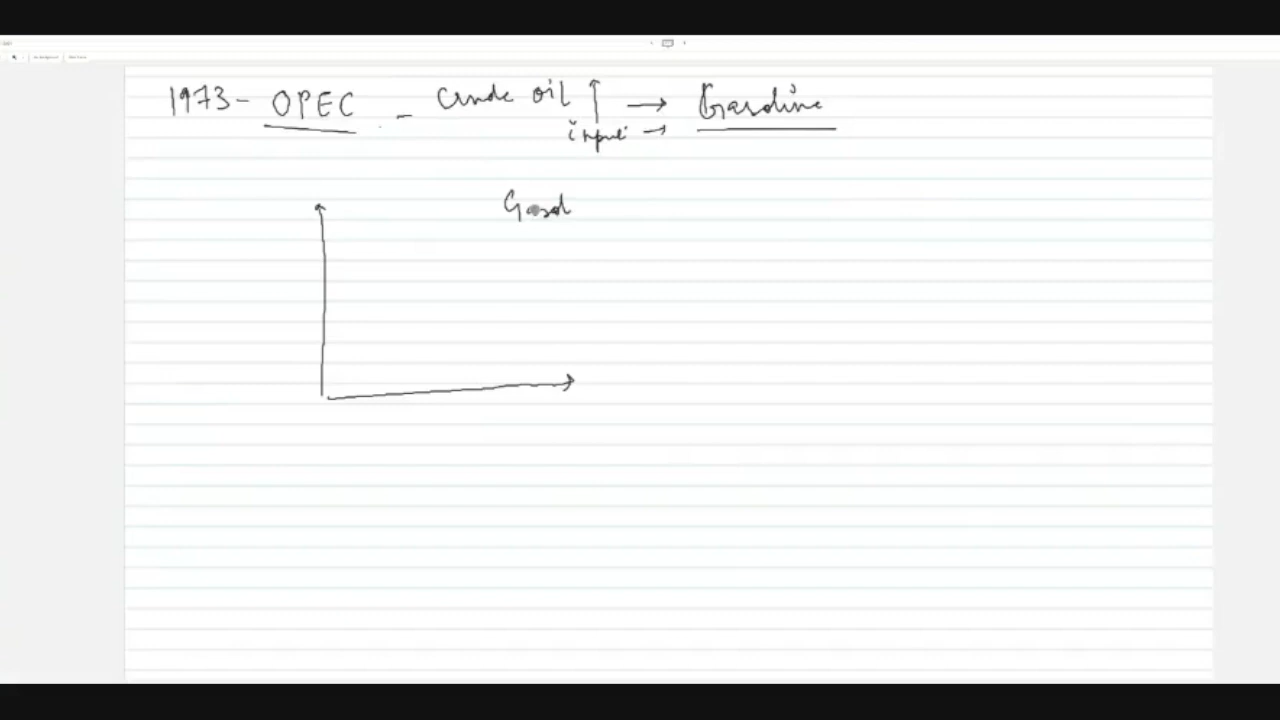 1973 - OPEC - Crude oil ↑ → Gasoline
input →
Gasol